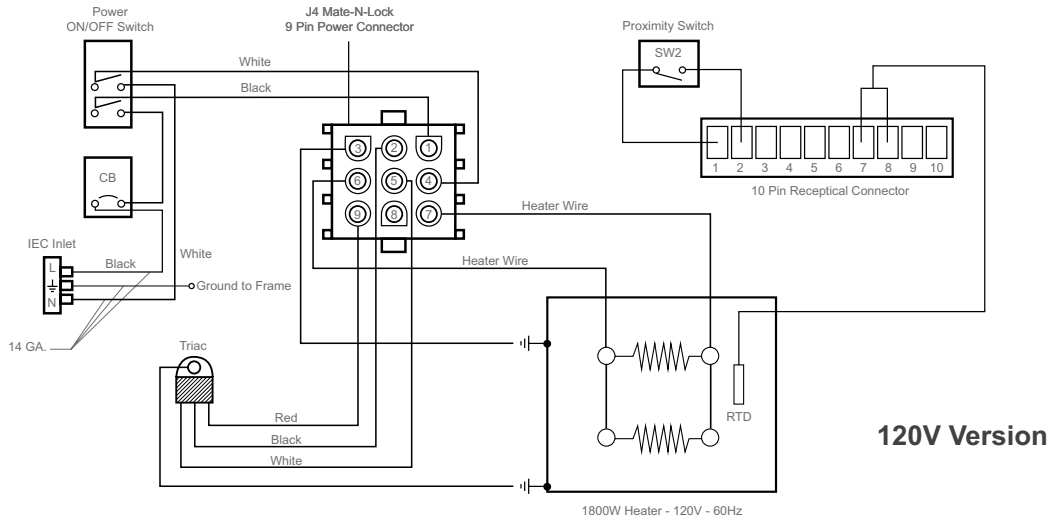 Power
ON/OFF Switch
J4 Mate-N-Lock
9 Pin Power Connector
Proximity Switch
SW2
White
Black
3 2 1
6 5 4
9 8 7
1 2 3 4 5 6 7 8 9 10
10 Pin Receptical Connector
CB
Heater Wire
IEC Inlet
White
Black
Heater Wire
L
Ground to Frame
N
14 GA.
Triac
Red
Black
White
RTD
120V Version
1800W Heater - 120V - 60Hz